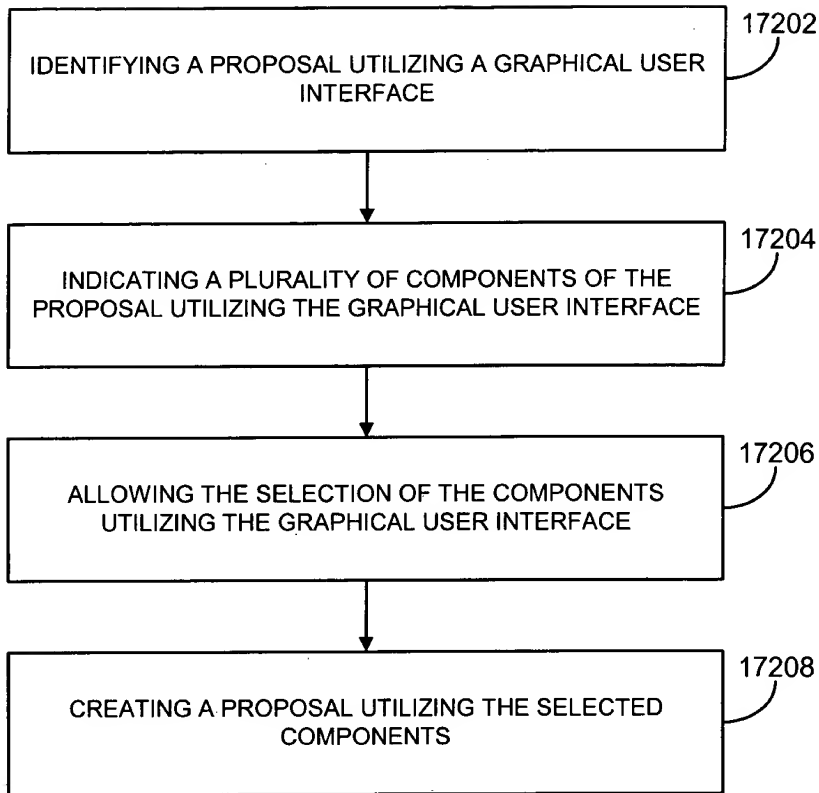 17202
IDENTIFYING A PROPOSAL UTILIZING A GRAPHICAL USER
INTERFACE
17204
INDICATING A PLURALITY OF COMPONENTS OF THE
PROPOSAL UTILIZING THE GRAPHICAL USER INTERFACE
17206
ALLOWING THE SELECTION OF THE COMPONENTS
UTILIZING THE GRAPHICAL USER INTERFACE
17208
CREATING A PROPOSAL UTILIZING THE SELECTED
COMPONENTS